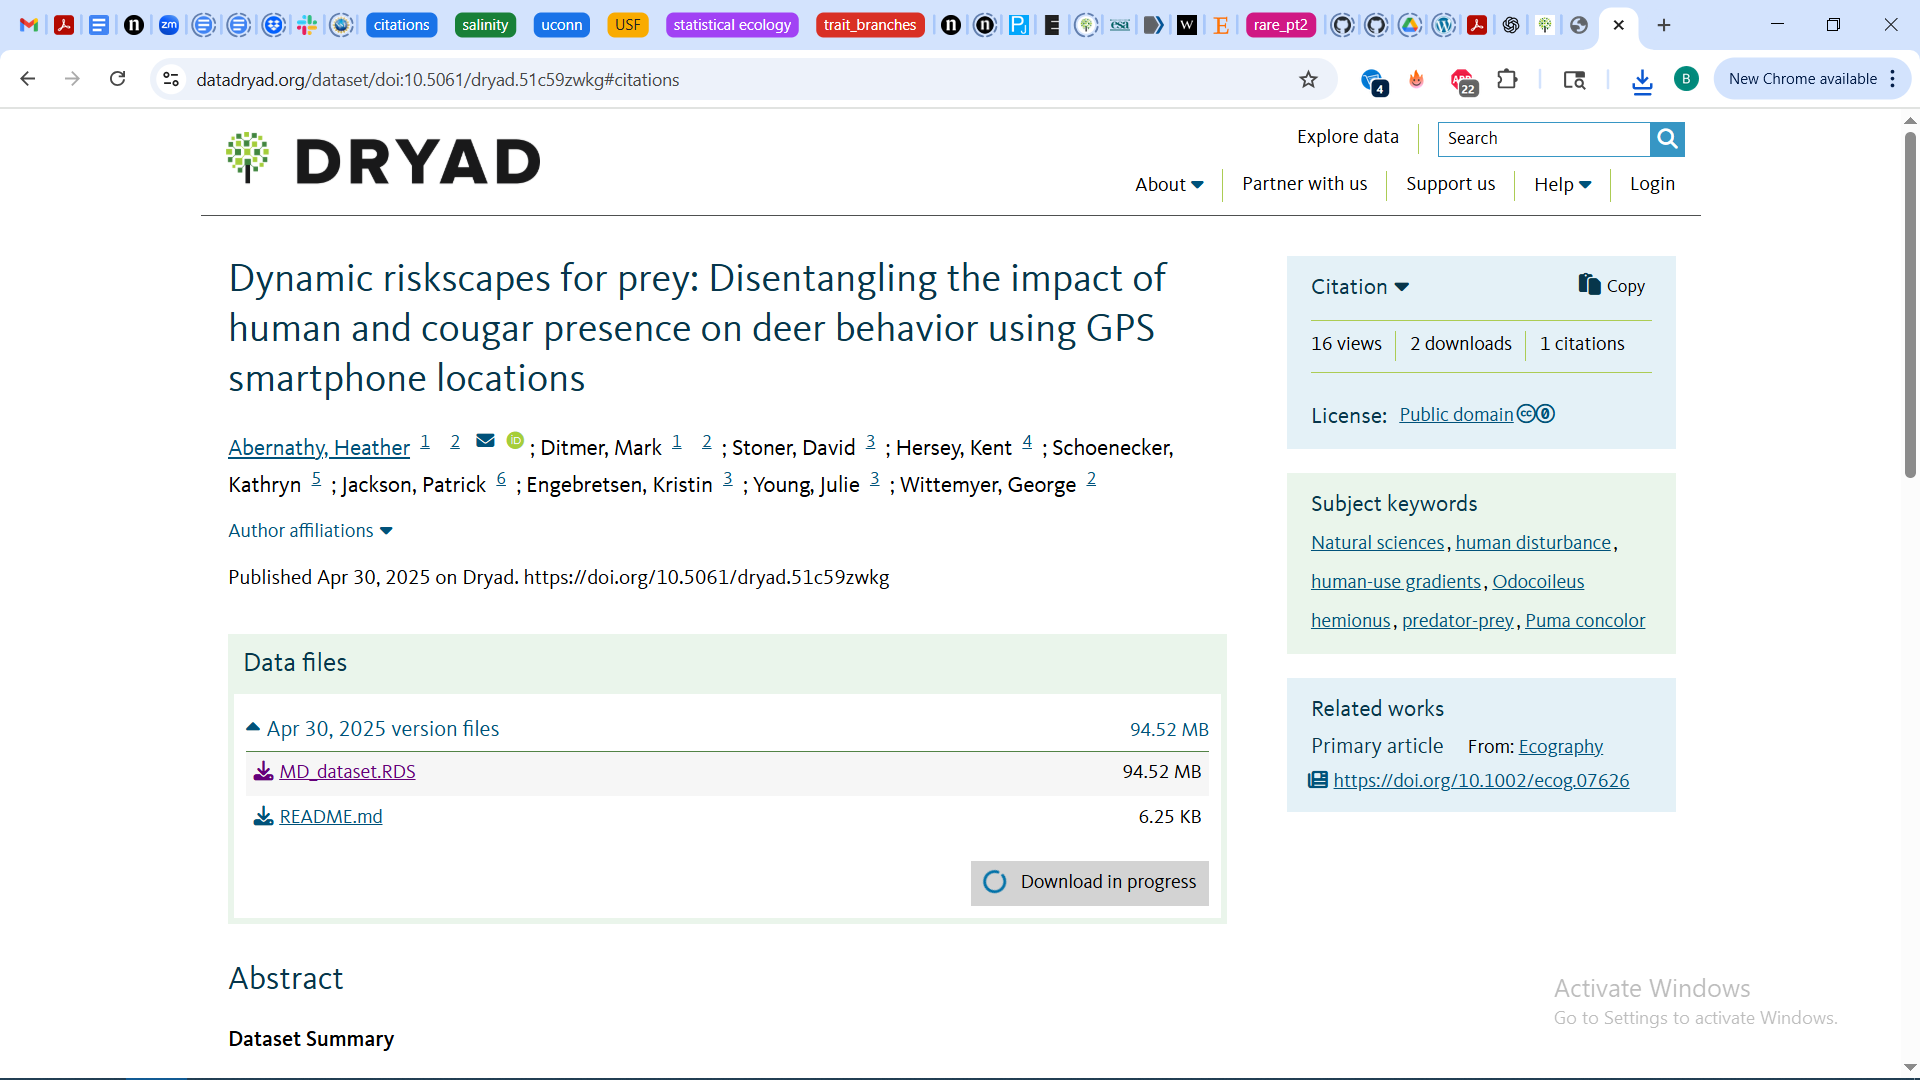 citations
salinity
uconn
USF
statistical ecology
trait_branches
rare_pt2
datadryad.org/dataset/doi:10.5061/dryad.51c59zwkg#citations
4
22
B
New Chrome available
DRYAD
Explore data
Search
About
Partner with us
Support us
Help
Login
Dynamic riskscapes for prey: Disentangling the impact of
human and cougar presence on deer behavior using GPS
smartphone locations
Abernathy, Heather 1 2 iD ; Ditmer, Mark 1 2 ; Stoner, David 3 ; Hersey, Kent 4 ; Schoenecker,
Kathryn 5 ; Jackson, Patrick 6 ; Engebretsen, Kristin 3 ; Young, Julie 3 ; Wittemyer, George 2
Author affiliations
Published Apr 30, 2025 on Dryad. https://doi.org/10.5061/dryad.51c59zwkg
Data files
Apr 30, 2025 version files 94.52 MB
MD_dataset.RDS 94.52 MB
README.md 6.25 KB
Download in progress
Abstract
Dataset Summary
Citation
Copy
16 views 2 downloads 1 citations
License: Public domain
Subject keywords
Natural sciences, human disturbance,
human-use gradients, Odocoileus
hemionus, predator-prey, Puma concolor
Related works
Primary article From: Ecography
https://doi.org/10.1002/ecog.07626
Activate Windows
Go to Settings to activate Windows.